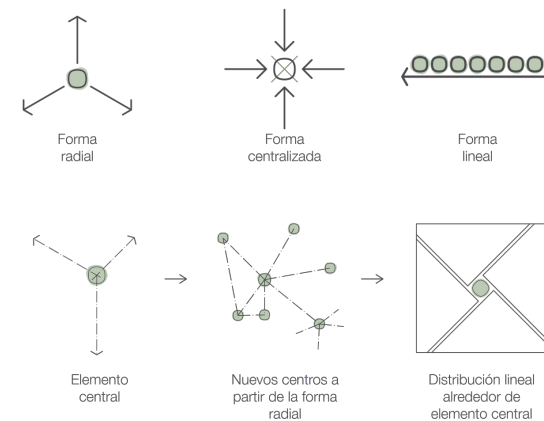 Forma
radial
Forma
centralizada
Forma
lineal
Elemento
central
Nuevos centros a
partir de la forma
radial
Distribución lineal
alrededor de
elemento central